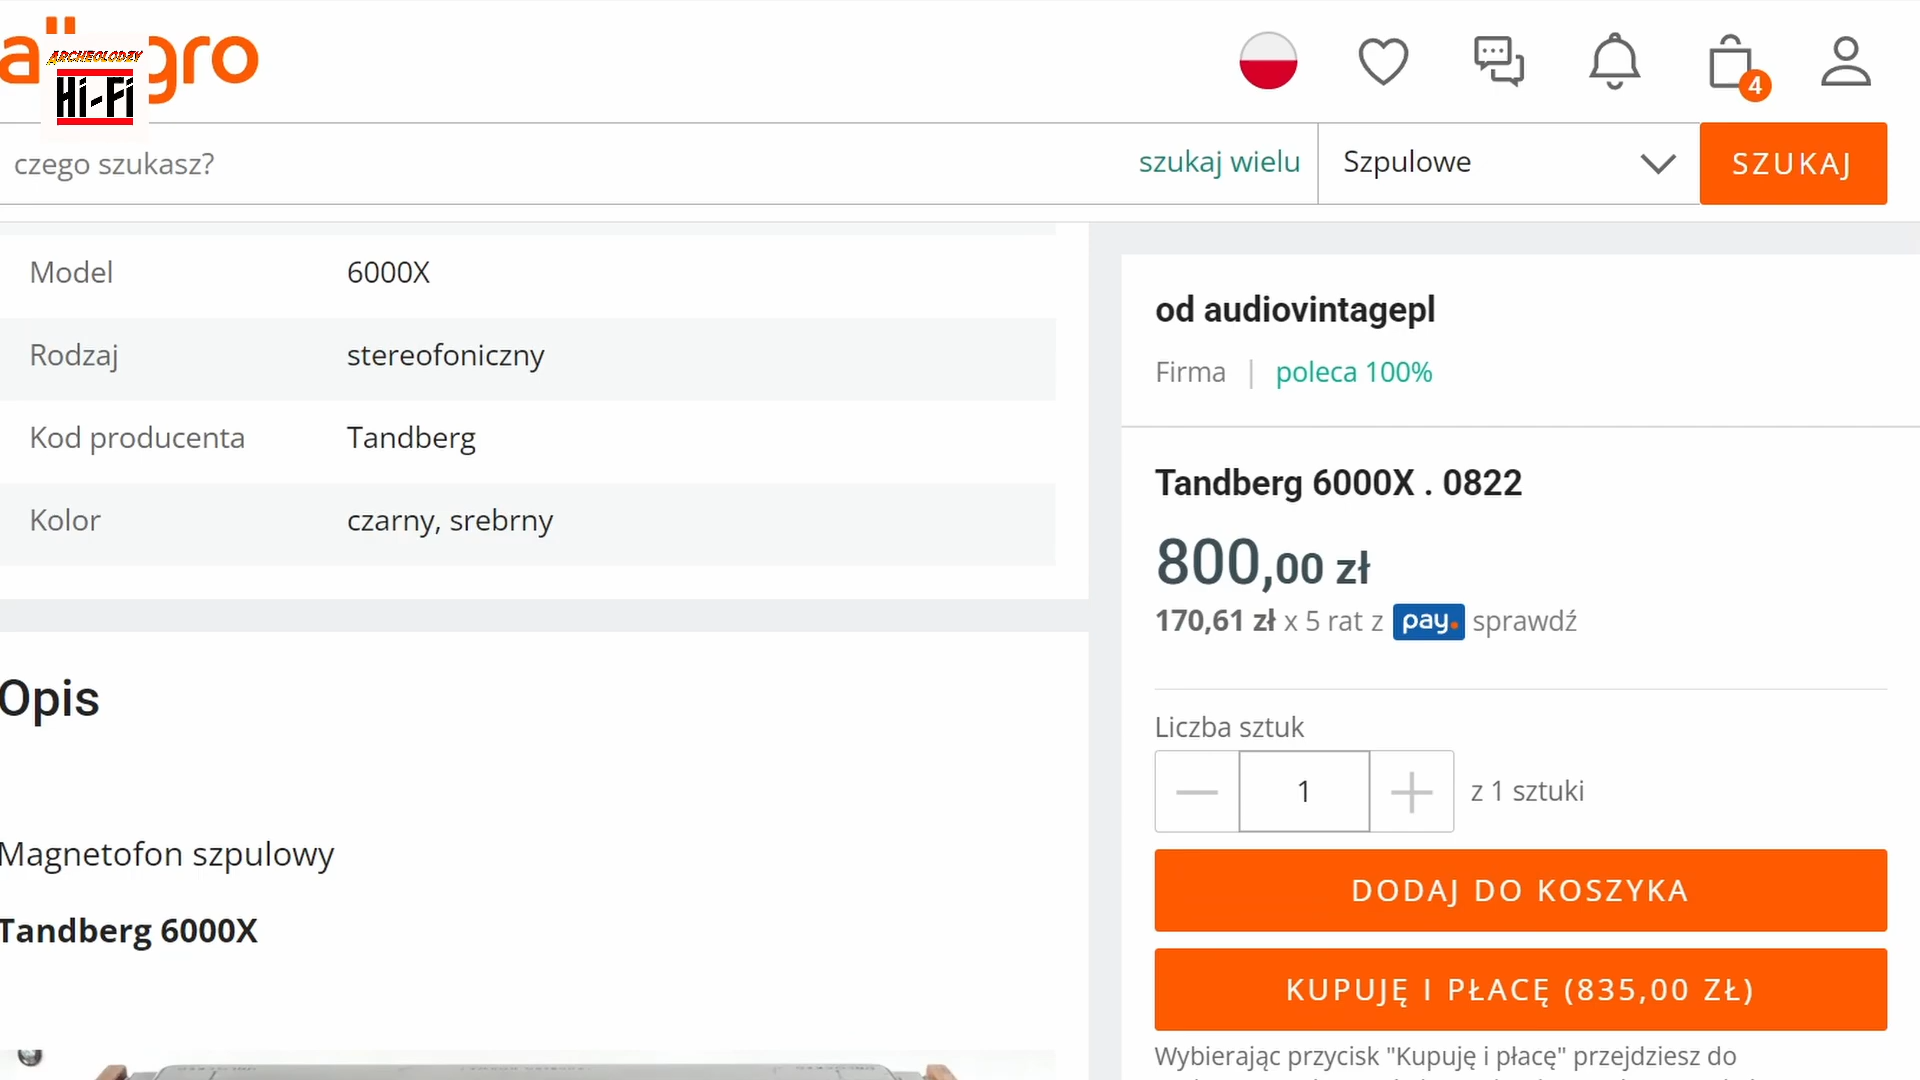 allegro
ARCHEOLODZY
Hi-Fi
4
czego szukasz?
szukaj wielu
Szpulowe
SZUKAJ
Model 6000X
Rodzaj stereofoniczny
Kod producenta Tandberg
Kolor czarny, srebrny
Opis
Magnetofon szpulowy
Tandberg 6000X
od audiovintagepl
Firma | poleca 100%
Tandberg 6000X . 0822
800,00 zł
170,61 zł x 5 rat z pay. sprawdź
Liczba sztuk
1 z 1 sztuki
DODAJ DO KOSZYKA
KUPUJĘ I PŁACĘ (835,00 ZŁ)
Wybierając przycisk "Kupuję i płacę" przejdziesz do